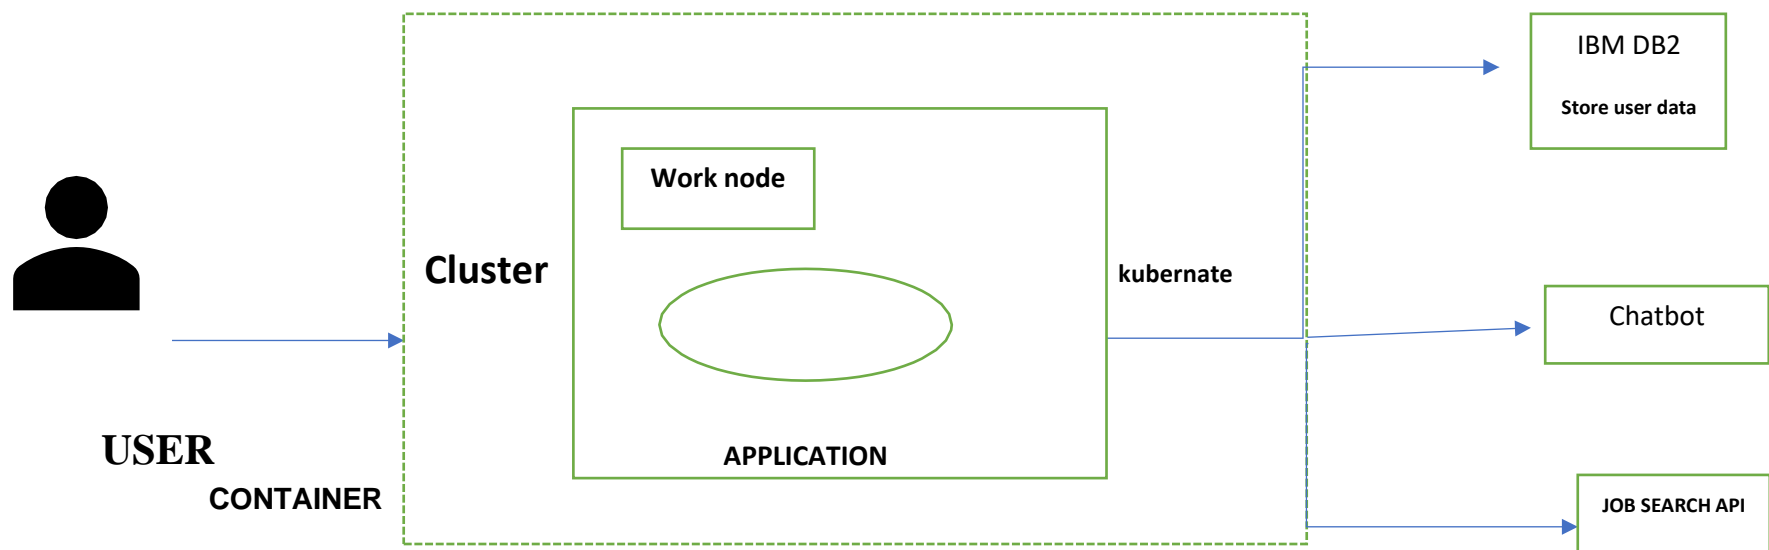 IBM DB2
Store user data
Work node
Cluster
kubernate
Chatbot
USER
APPLICATION
CONTAINER
JOB SEARCH API